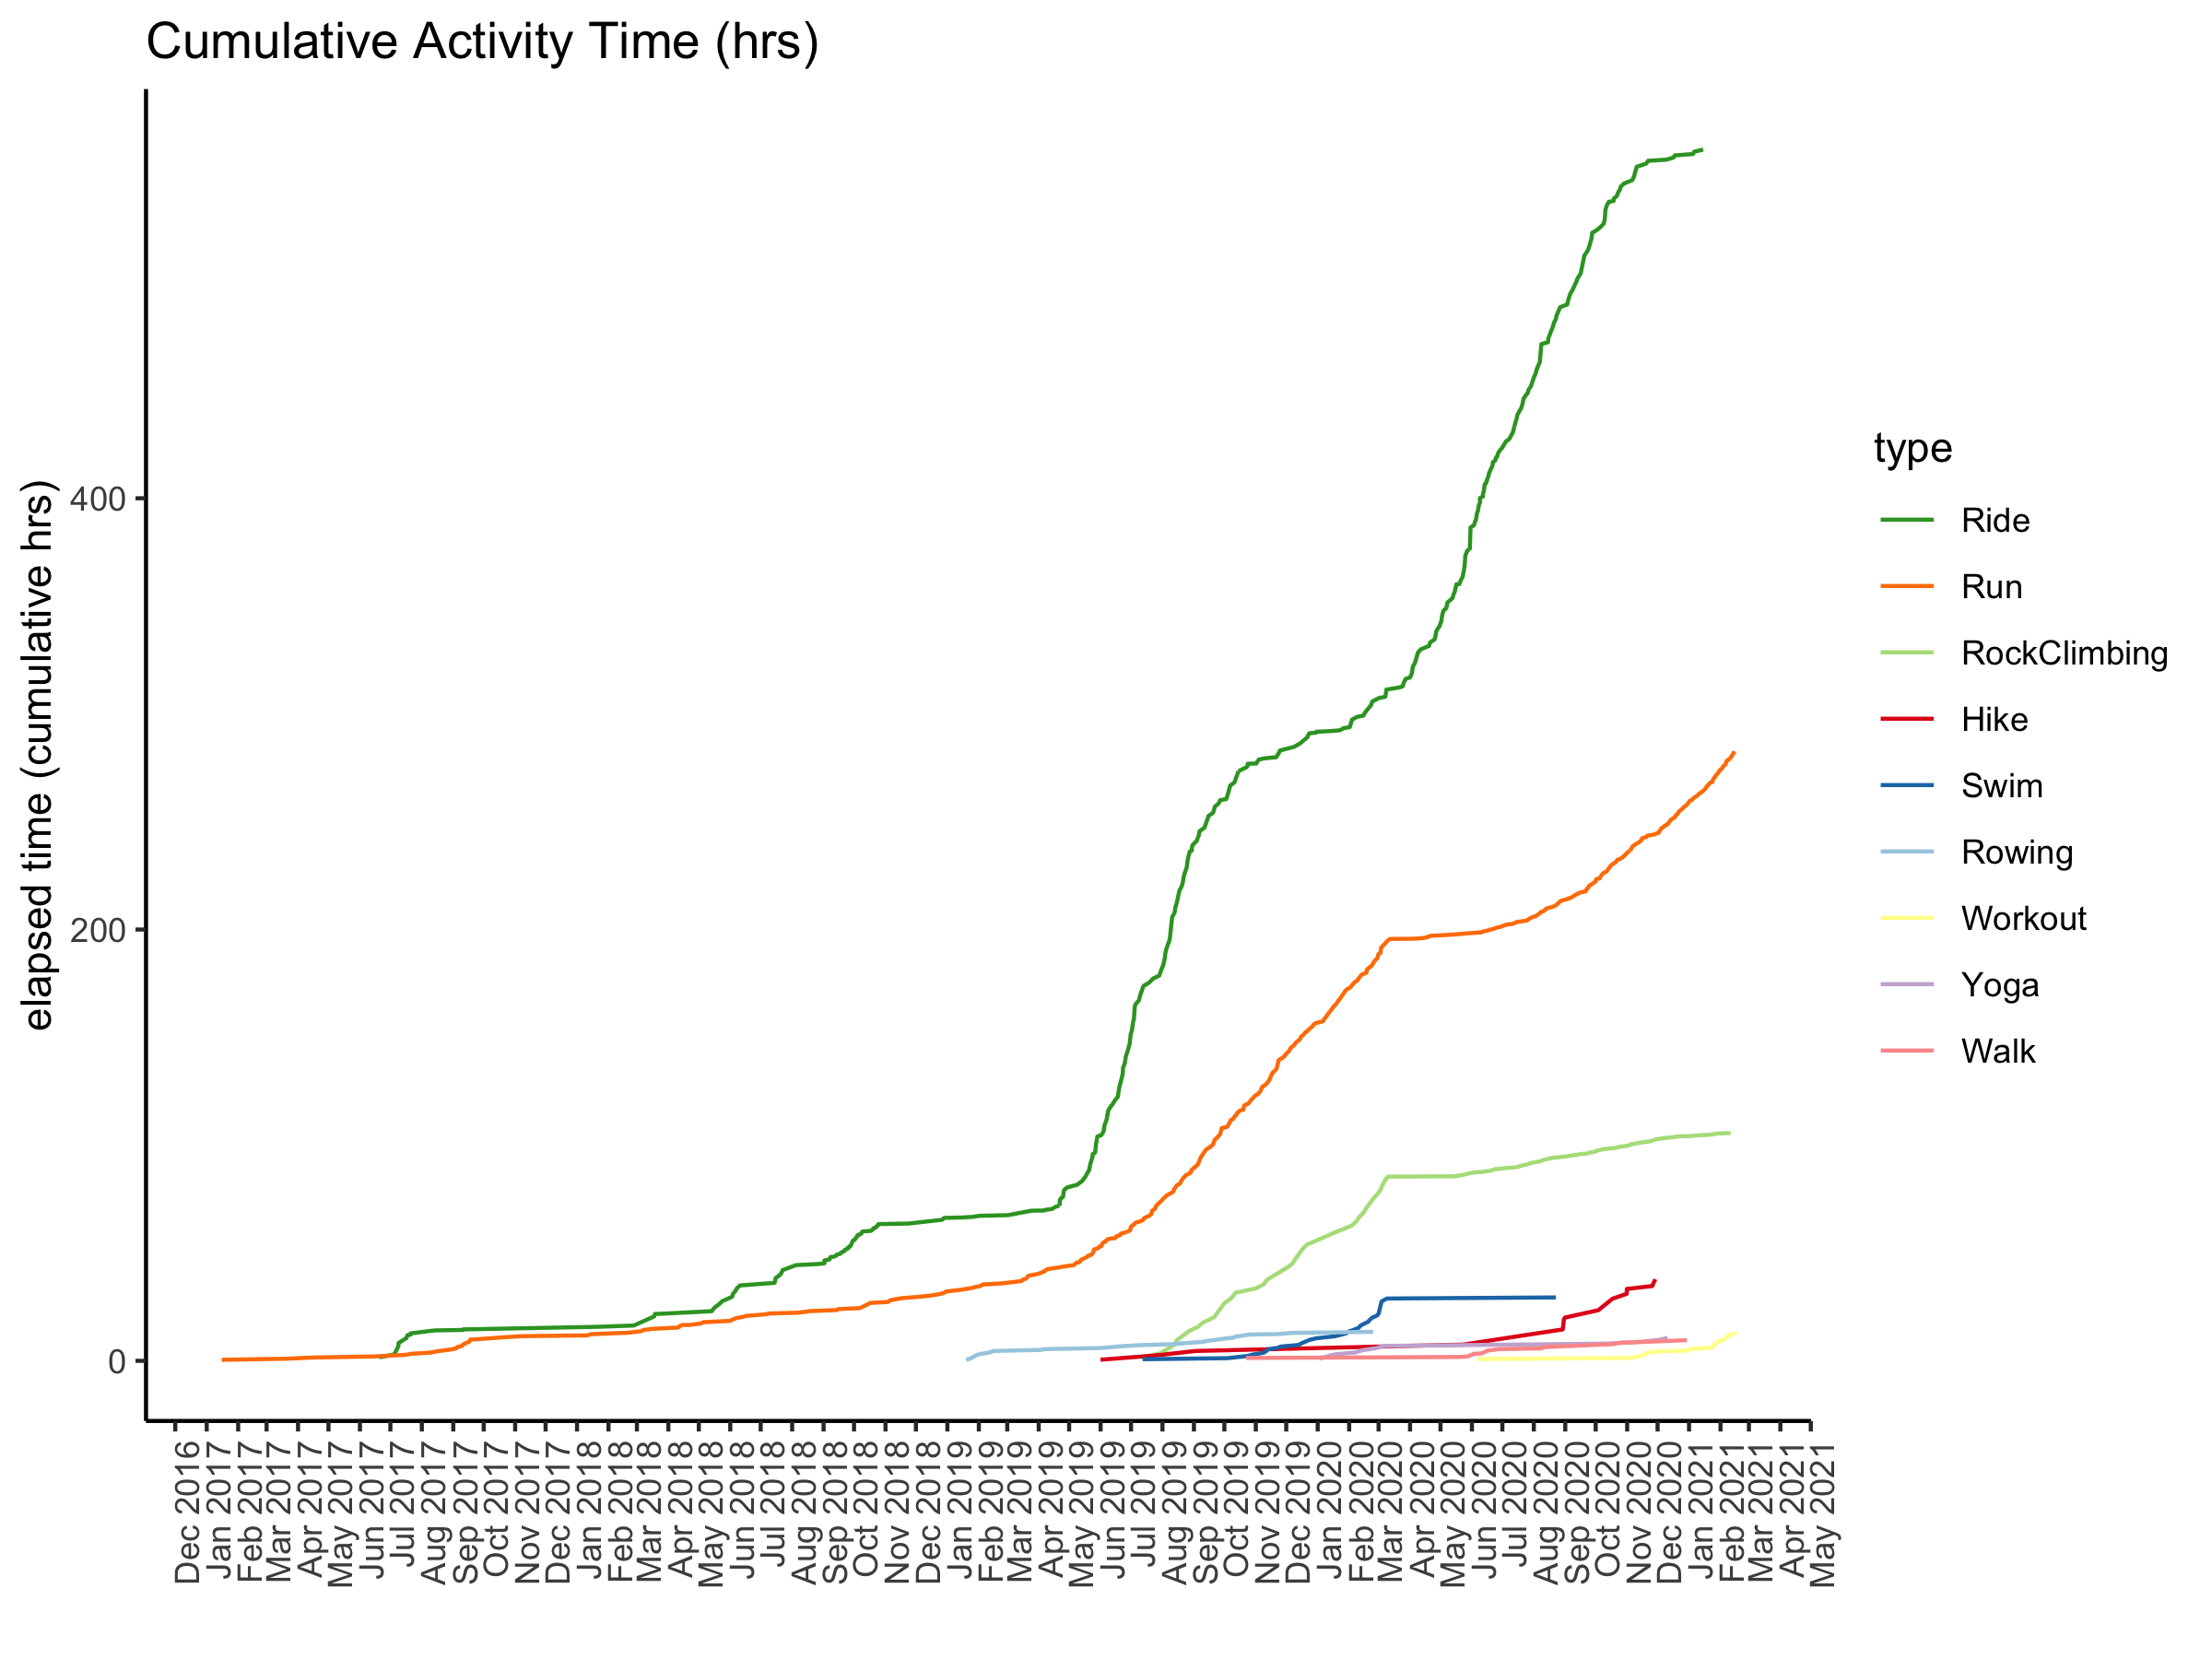 Cumulative Activity Time (hrs)
elapsed time (cumulative hrs)
400
200
0
Dec 2016
Jan 2017
Feb 2017
Mar 2017
Apr 2017
May 2017
Jun 2017
Jul 2017
Aug 2017
Sep 2017
Oct 2017
Nov 2017
Dec 2017
Jan 2018
Feb 2018
Mar 2018
Apr 2018
May 2018
Jun 2018
Jul 2018
Aug 2018
Sep 2018
Oct 2018
Nov 2018
Dec 2018
Jan 2019
Feb 2019
Mar 2019
Apr 2019
May 2019
Jun 2019
Jul 2019
Aug 2019
Sep 2019
Oct 2019
Nov 2019
Dec 2019
Jan 2020
Feb 2020
Mar 2020
Apr 2020
May 2020
Jun 2020
Jul 2020
Aug 2020
Sep 2020
Oct 2020
Nov 2020
Dec 2020
Jan 2021
Feb 2021
Mar 2021
Apr 2021
May 2021
type
Ride
Run
RockClimbing
Hike
Swim
Rowing
Workout
Yoga
Walk